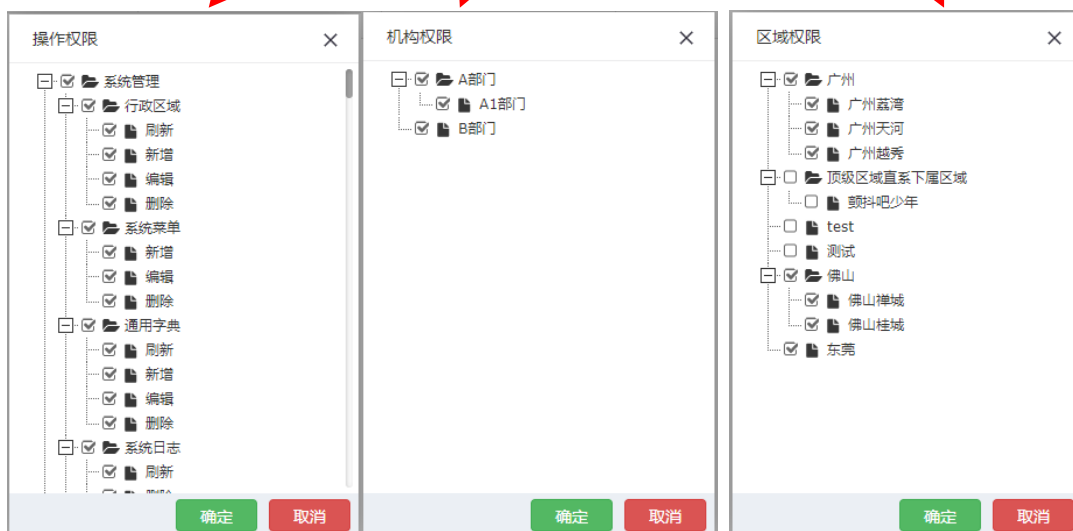 操作权限
系统管理
行政区域
刷新
新增
编辑
删除
系统菜单
新增
编辑
删除
通用字典
刷新
新增
编辑
删除
系统日志
刷新
确定
取消
机构权限
A部门
A1部门
B部门
确定
取消
区域权限
广州
广州荔湾
广州天河
广州越秀
顶级区域直系下属区域
颤抖吧少年
test
测试
佛山
佛山禅城
佛山桂城
东莞
确定
取消